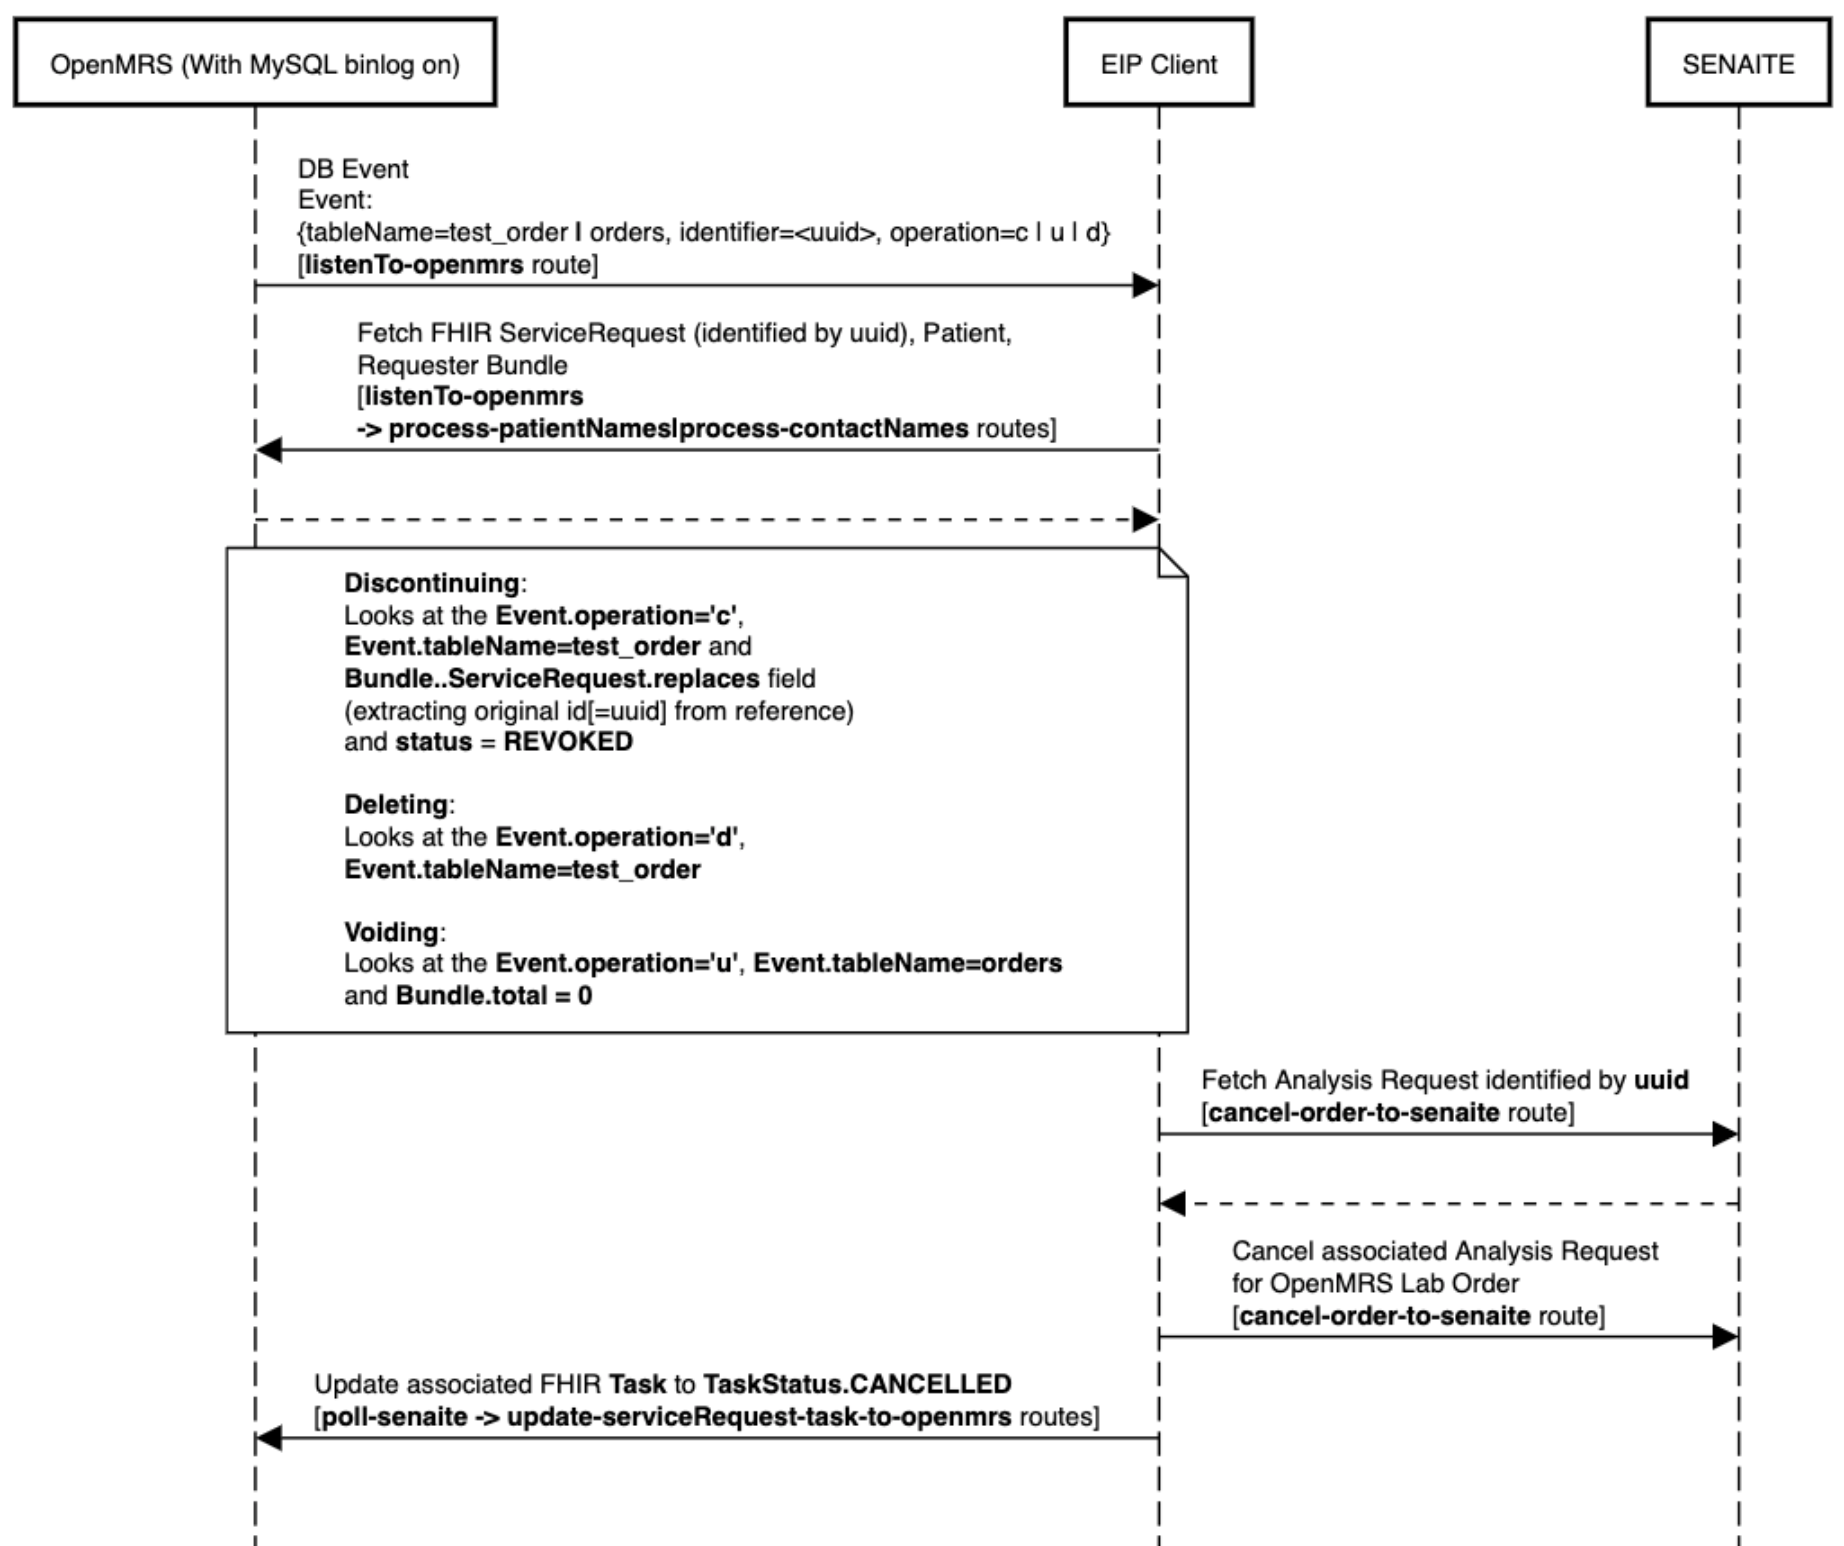 OpenMRS (With MySQL binlog on)
EIP Client
SENAITE
DB Event
Event:
{tableName=test_order | orders, identifier=<uuid>, operation=c | u | d}
[listenTo-openmrs route]
Fetch FHIR ServiceRequest (identified by uuid), Patient,
Requester Bundle
[listenTo-openmrs
-> process-patientNames|process-contactNames routes]
Discontinuing:
Looks at the Event.operation='c',
Event.tableName=test_order and
Bundle..ServiceRequest.replaces field
(extracting original id[=uuid] from reference)
and status = REVOKED
Deleting:
Looks at the Event.operation='d',
Event.tableName=test_order
Voiding:
Looks at the Event.operation='u', Event.tableName=orders
and Bundle.total = 0
Fetch Analysis Request identified by uuid
[cancel-order-to-senaite route]
Cancel associated Analysis Request
for OpenMRS Lab Order
[cancel-order-to-senaite route]
Update associated FHIR Task to TaskStatus.CANCELLED
[poll-senaite -> update-serviceRequest-task-to-openmrs routes]